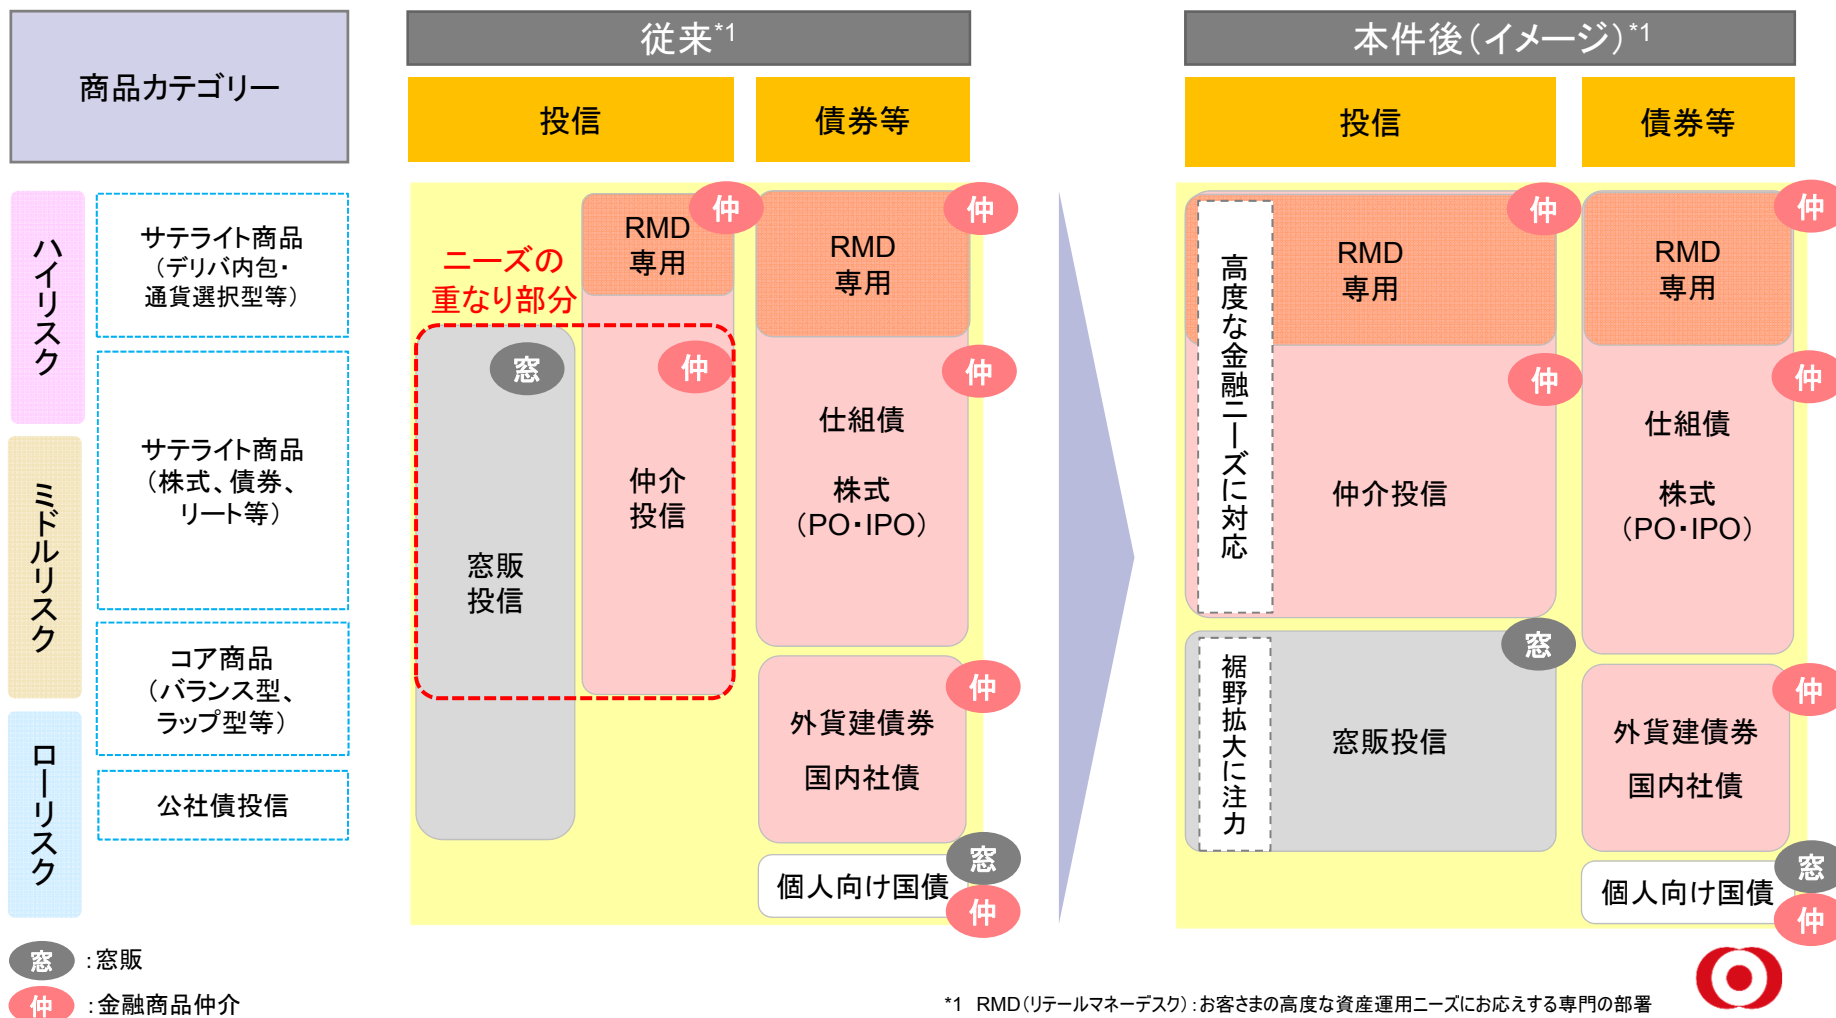 商品カテゴリー
従来*1
本件後(イメージ)*1
投信
債券等
投信
債券等
ハイリスク
ミドルリスク
ローリスク
サテライト商品
(デリバ内包・
通貨選択型等)
サテライト商品
(株式、債券、
リート等)
コア商品
(バランス型、
ラップ型等)
公社債投信
ニーズの
重なり部分
窓
窓販
投信
仲
RMD
専用
仲
仲介
投信
仲
RMD
専用
仲
仕組債
株式
(PO・IPO)
仲
外貨建債券
国内社債
窓
個人向け国債
仲
高度な金融ニーズに対応
仲
RMD
専用
仲
仲介投信
裾野拡大に注力
窓
窓販投信
仲
RMD
専用
仲
仕組債
株式
(PO・IPO)
仲
外貨建債券
国内社債
窓
個人向け国債
仲
窓 :窓販
仲 :金融商品仲介
*1 RMD(リテールマネーデスク):お客さまの高度な資産運用ニーズにお応えする専門の部署